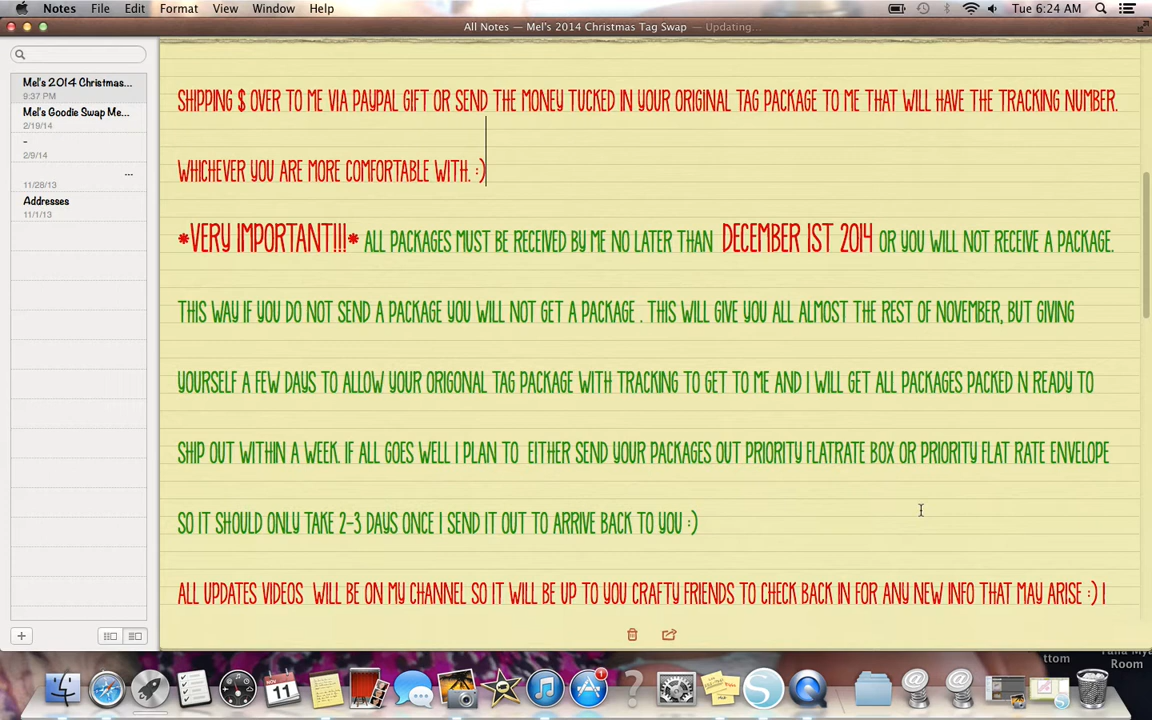 Notes File Edit Format View Window Help Tue 6:24 AM
All Notes — Mel's 2014 Christmas Tag Swap — Updating...
Mel's 2014 Christmas...
9:37 PM
Mel's Goodie Swap Me...
2/19/14
-
2/9/14
...
11/28/13
Addresses
11/1/13
SHIPPING $ OVER TO ME VIA PAYPAL GIFT OR SEND THE MONEY TUCKED IN YOUR ORIGINAL TAG PACKAGE TO ME THAT WILL HAVE THE TRACKING NUMBER.
WHICHEVER YOU ARE MORE COMFORTABLE WITH. :)
*VERY IMPORTANT!!!* ALL PACKAGES MUST BE RECEIVED BY ME NO LATER THAN DECEMBER 1ST 2014 OR YOU WILL NOT RECEIVE A PACKAGE.
THIS WAY IF YOU DO NOT SEND A PACKAGE YOU WILL NOT GET A PACKAGE . THIS WILL GIVE YOU ALL ALMOST THE REST OF NOVEMBER, BUT GIVING
YOURSELF A FEW DAYS TO ALLOW YOUR ORIGONAL TAG PACKAGE WITH TRACKING TO GET TO ME AND I WILL GET ALL PACKAGES PACKED N READY TO
SHIP OUT WITHIN A WEEK. IF ALL GOES WELL I PLAN TO EITHER SEND YOUR PACKAGES OUT PRIORITY FLATRATE BOX OR PRIORITY FLAT RATE ENVELOPE
SO IT SHOULD ONLY TAKE 2-3 DAYS ONCE I SEND IT OUT TO ARRIVE BACK TO YOU :)
ALL UPDATES VIDEOS WILL BE ON MY CHANNEL SO IT WILL BE UP TO YOU CRAFTY FRIENDS TO CHECK BACK IN FOR ANY NEW INFO THAT MAY ARISE :) I
ttom
Room
NOV
11
1